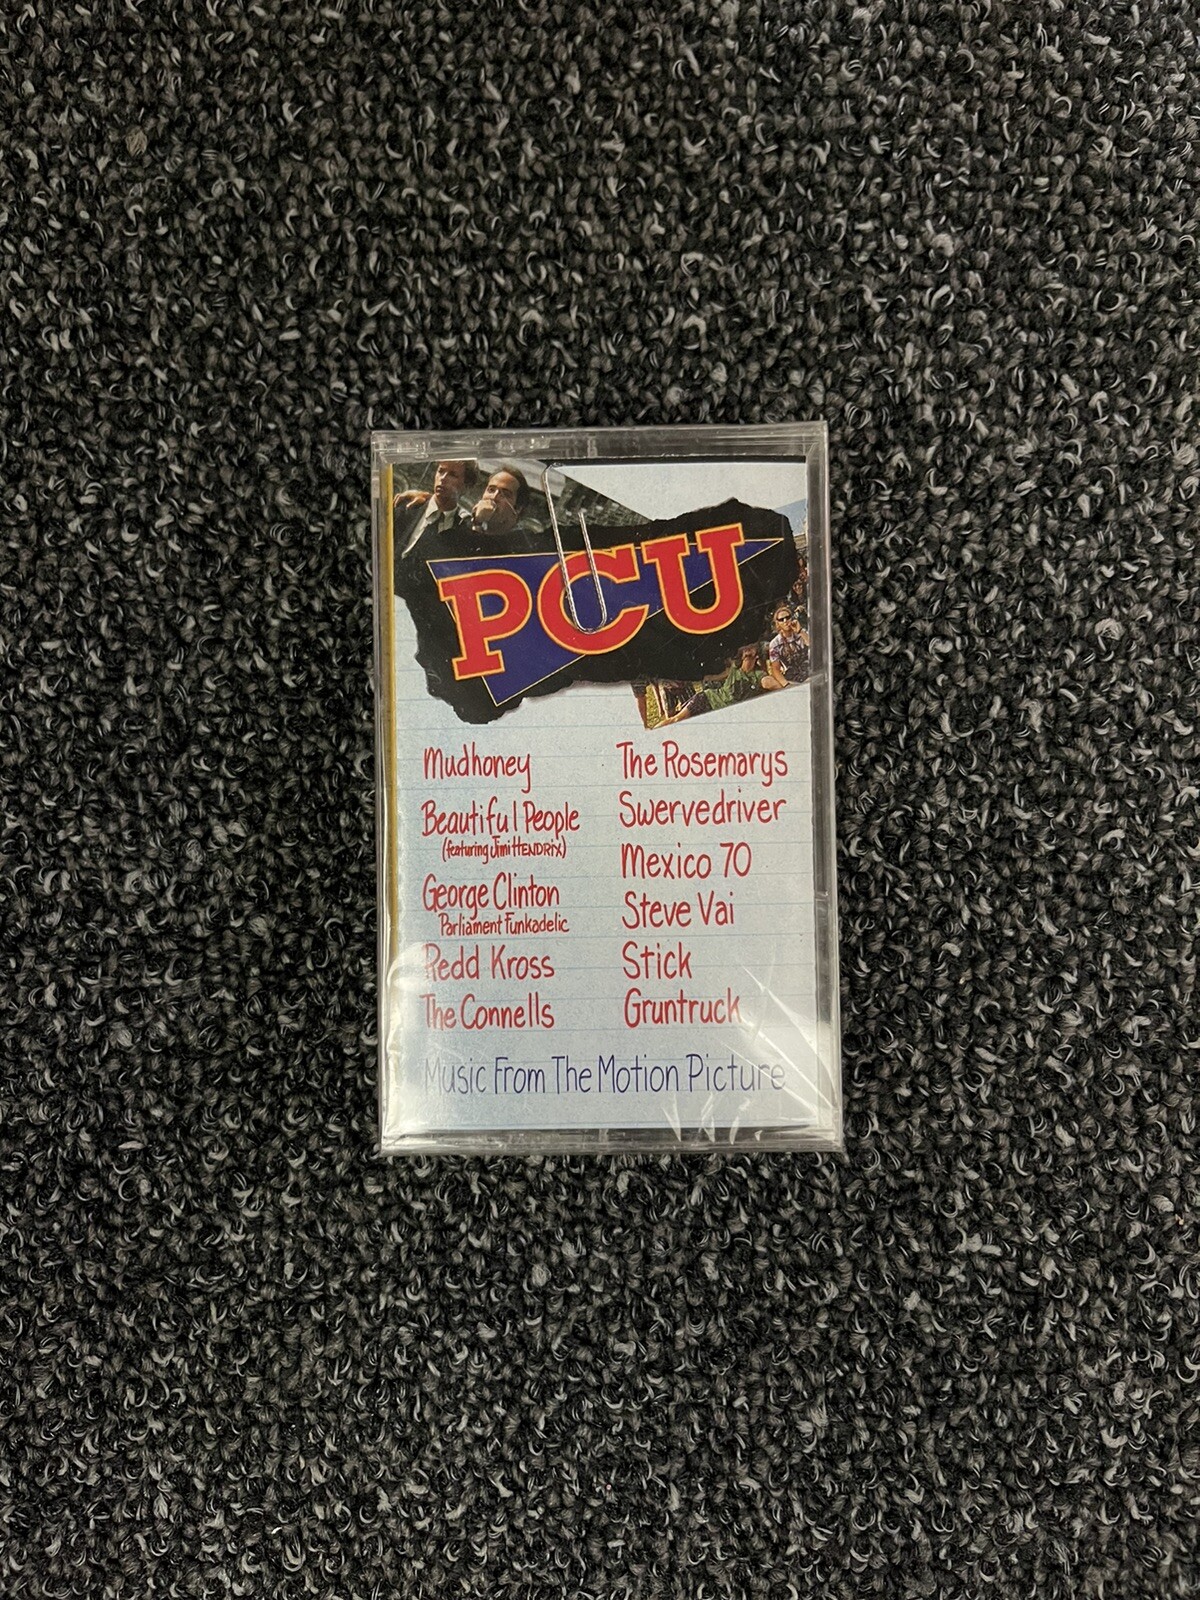 PCU
Mudhoney
Beautiful People
(featuring Jimi HENDRIX)
George Clinton
Parliament Funkadelic
Redd Kross
The Connells
The Rosemarys
Swervedriver
Mexico 70
Steve Vai
Stick
Gruntruck
Music From The Motion Picture